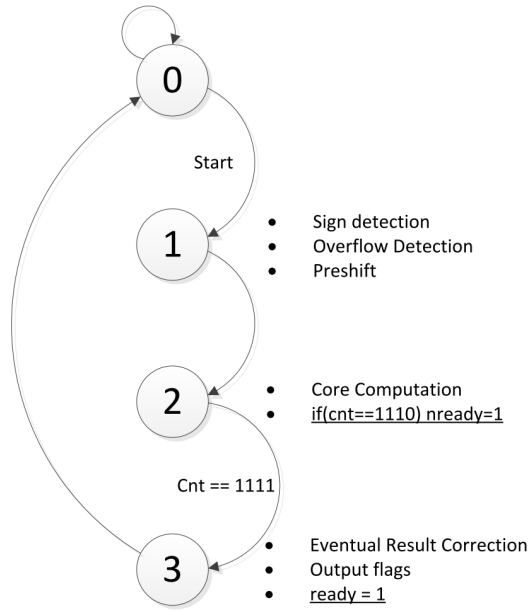 0
Start
1
• Sign detection
• Overflow Detection
• Preshift
2
• Core Computation
• if(cnt==1110) nready=1
Cnt == 1111
3
• Eventual Result Correction
• Output flags
• ready = 1